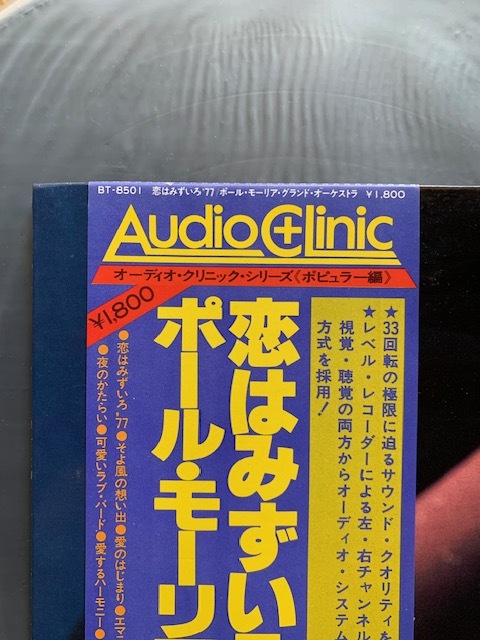 BT-8501 恋はみずいろ'77/ポール・モーリア・グランド・オーケストラ ¥1,800
Audio Clinic
オーディオ・クリニック・シリーズ《ポピュラー編》
¥1,800
★33回転の極限に迫るサウンド・クオリティを
★レベル・レコーダーによる左・右チャンネル
視覚・聴覚の両方からオーディオ・システム
方式を採用!
恋はみずい
ポール・モーリ
●恋はみずいろ'77●そよ風の想い出●愛のはじまり●エマニ
●夜のかたらい●可愛いラブ・バード●愛するハーモニー●